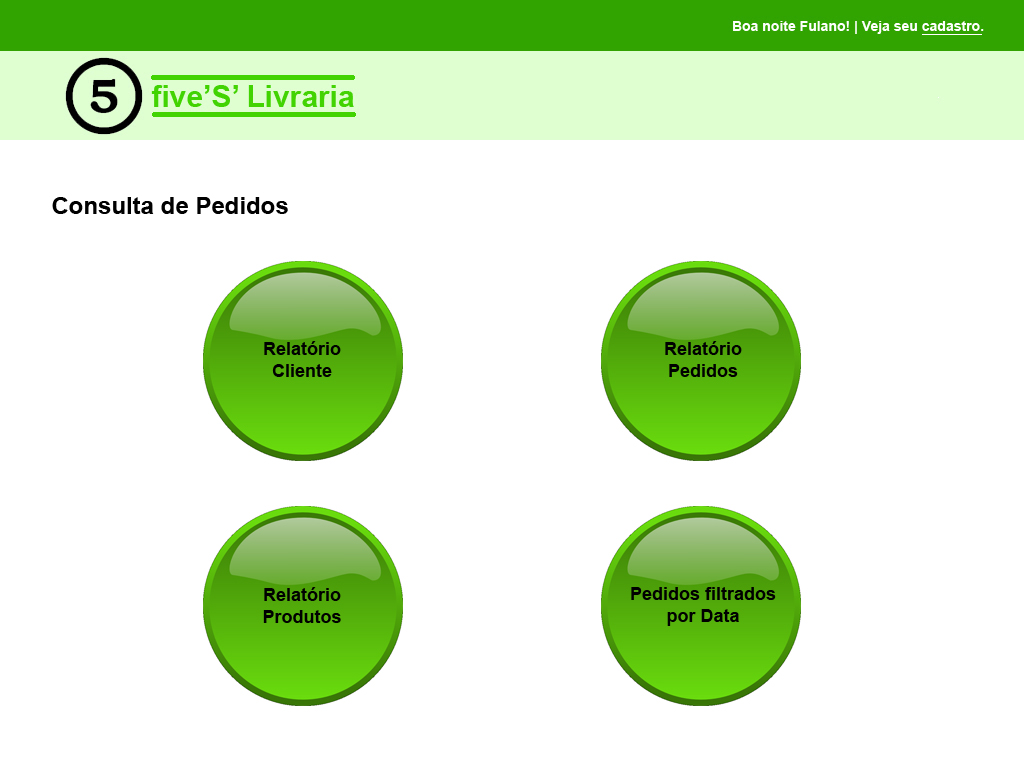 Boa noite Fulano! | Veja seu cadastro.
5
five’S’ Livraria
Consulta de Pedidos
Relatório
Cliente
Relatório
Pedidos
Relatório
Produtos
Pedidos filtrados
por Data